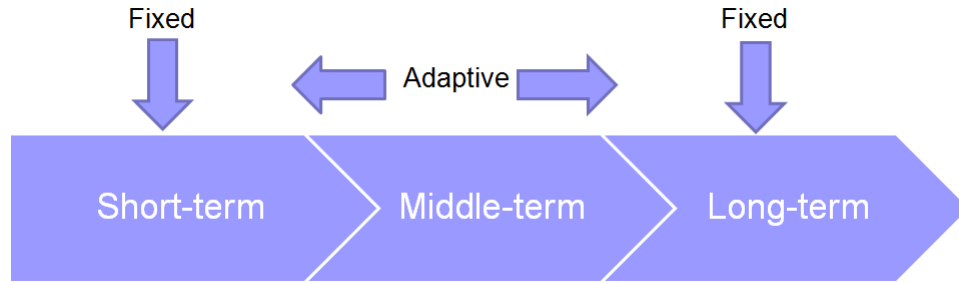 Fixed
Fixed
Adaptive
Short-term
Middle-term
Long-term